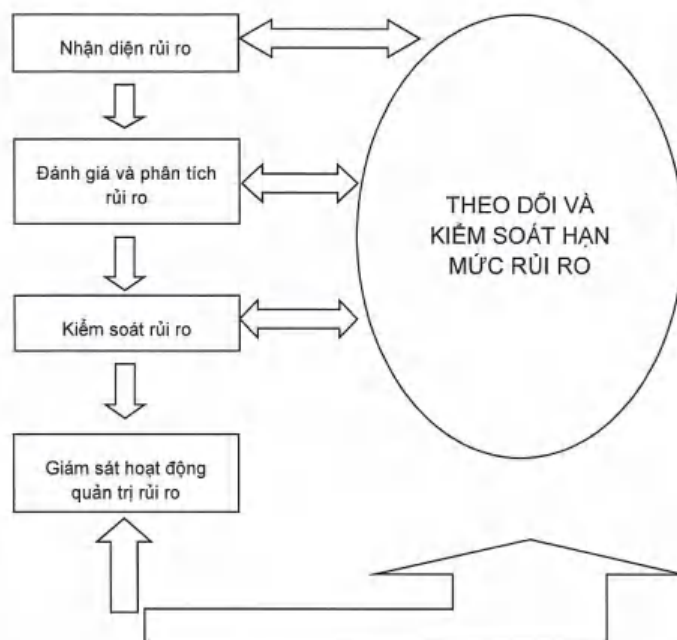 Nhận diện rủi ro
Đánh giá và phân tích
rủi ro
Kiểm soát rủi ro
Giám sát hoạt động
quản trị rủi ro
THEO DÕI VÀ
KIỂM SOÁT HẠN
MỨC RỦI RO